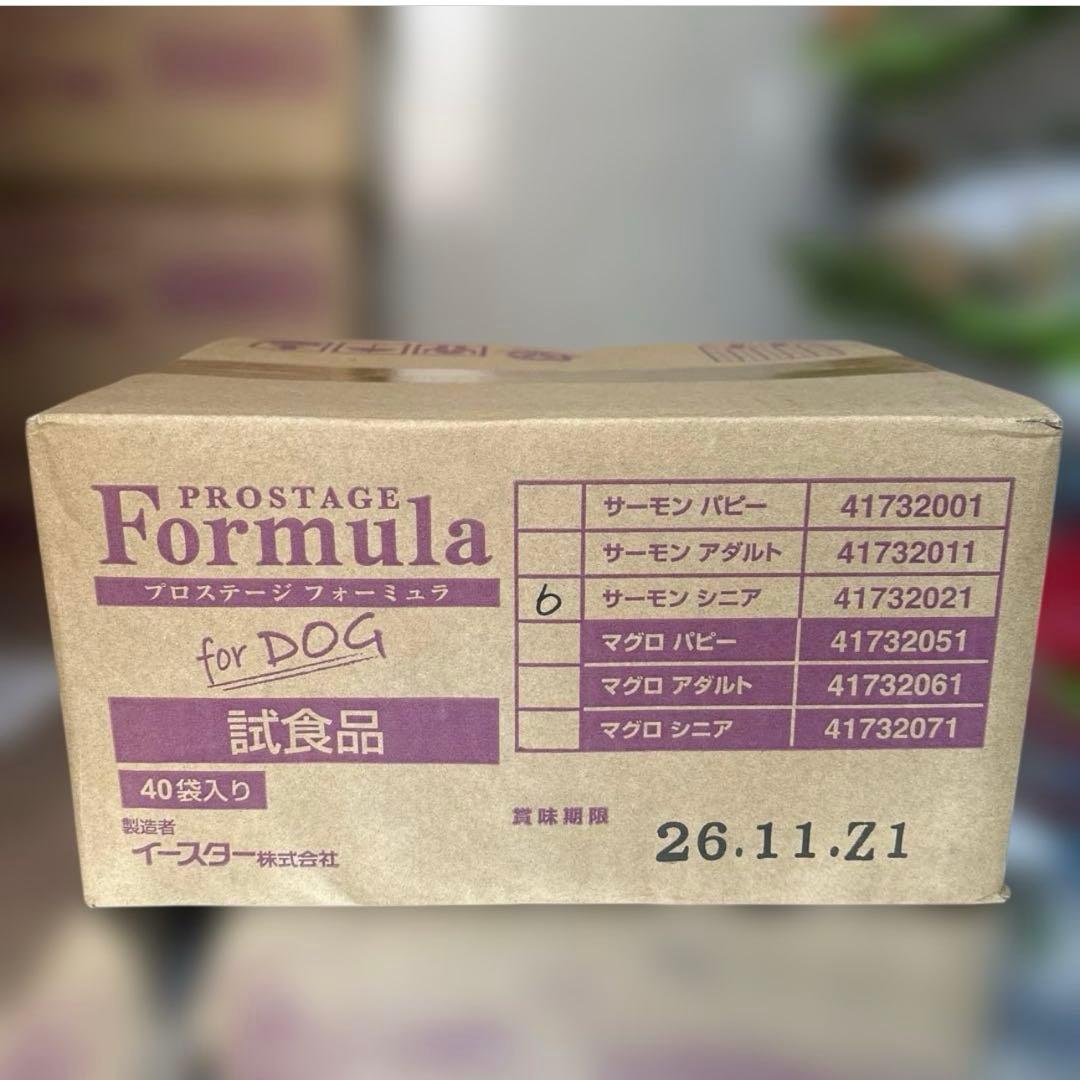 PROSTAGE
Formula
プロステージ フォーミュラ
for DOG
試食品
40袋入り
製造者
イースター株式会社
サーモン パピー 41732001
サーモン アダルト 41732011
6 サーモン シニア 41732021
マグロ パピー 41732051
マグロ アダルト 41732061
マグロ シニア 41732071
賞味期限
26.11.Z1